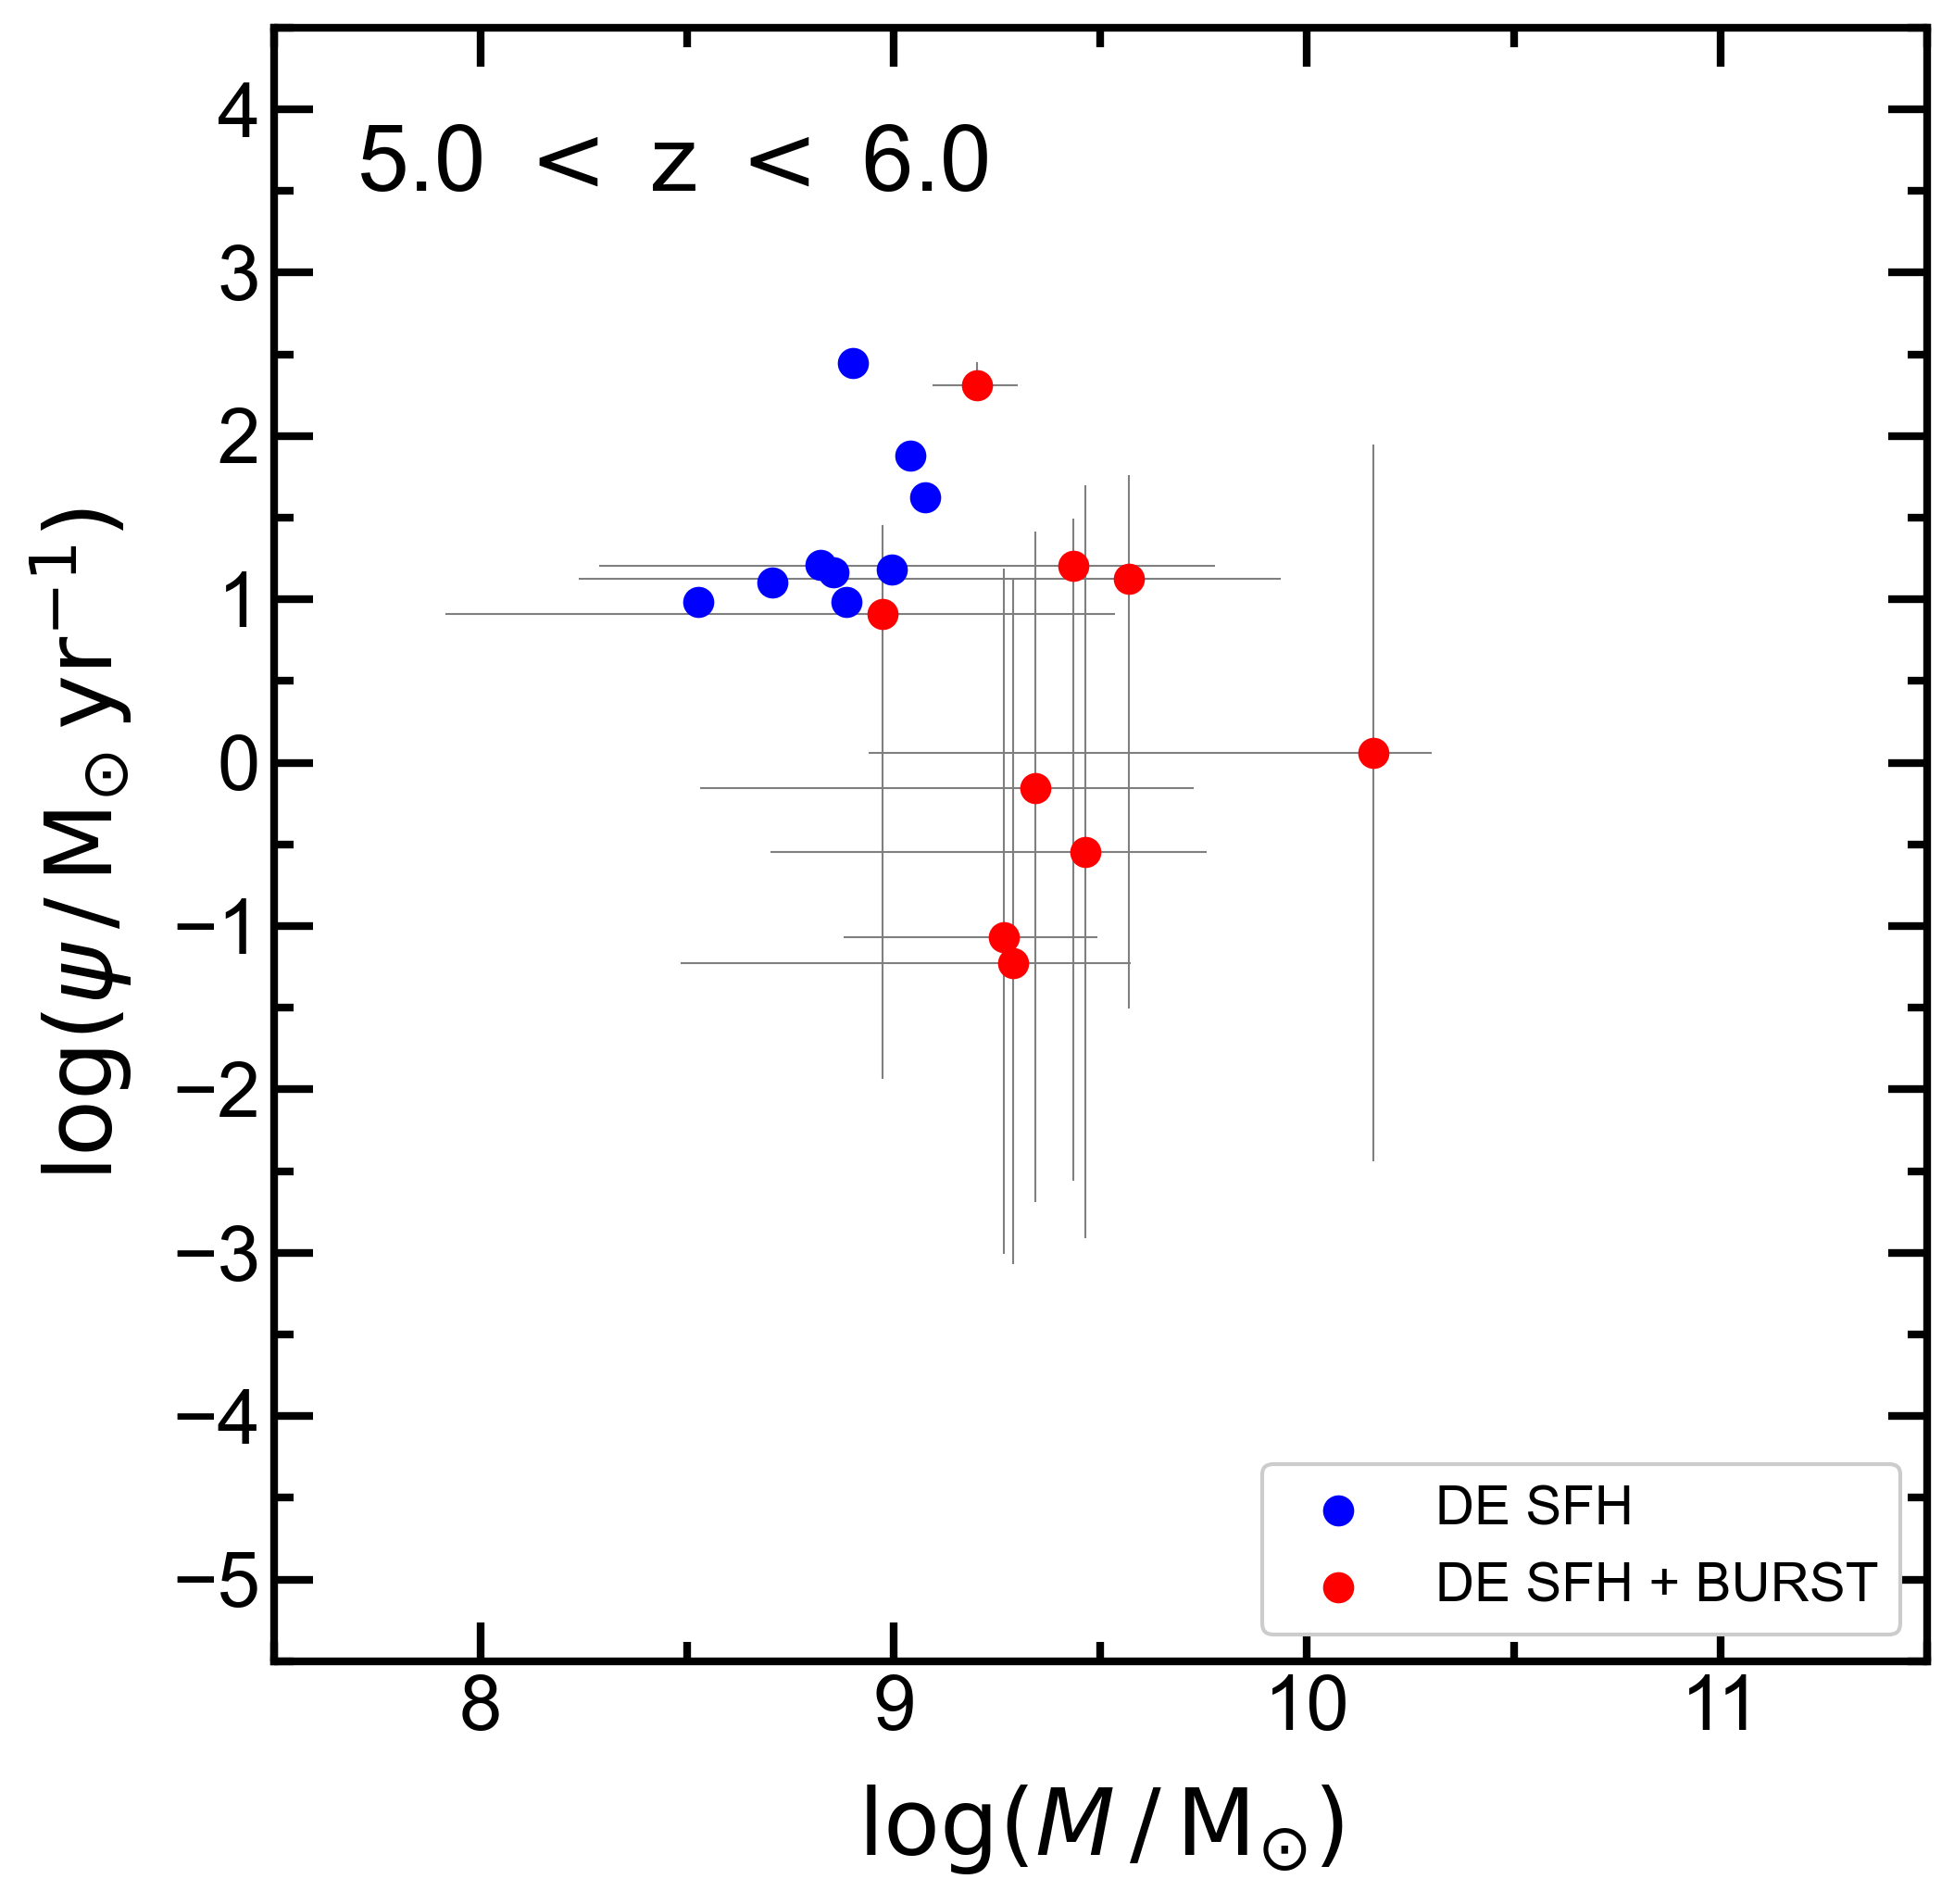 5.0 < z < 6.0
4
3
2
1
0
−1
−2
−3
−4
−5
log(ψ / M⊙ yr⁻¹)
DE SFH
DE SFH + BURST
8 9 10 11
log(M / M⊙)